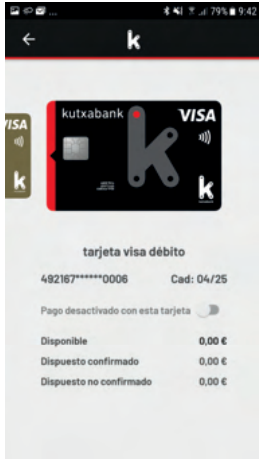 ... 79% 9:42
k
VISA
k
kutxabank
VISA
k
k
tarjeta visa débito
492167******0006 Cad: 04/25
Pago desactivado con esta tarjeta
Disponible 0,00 €
Dispuesto confirmado 0,00 €
Dispuesto no confirmado 0,00 €